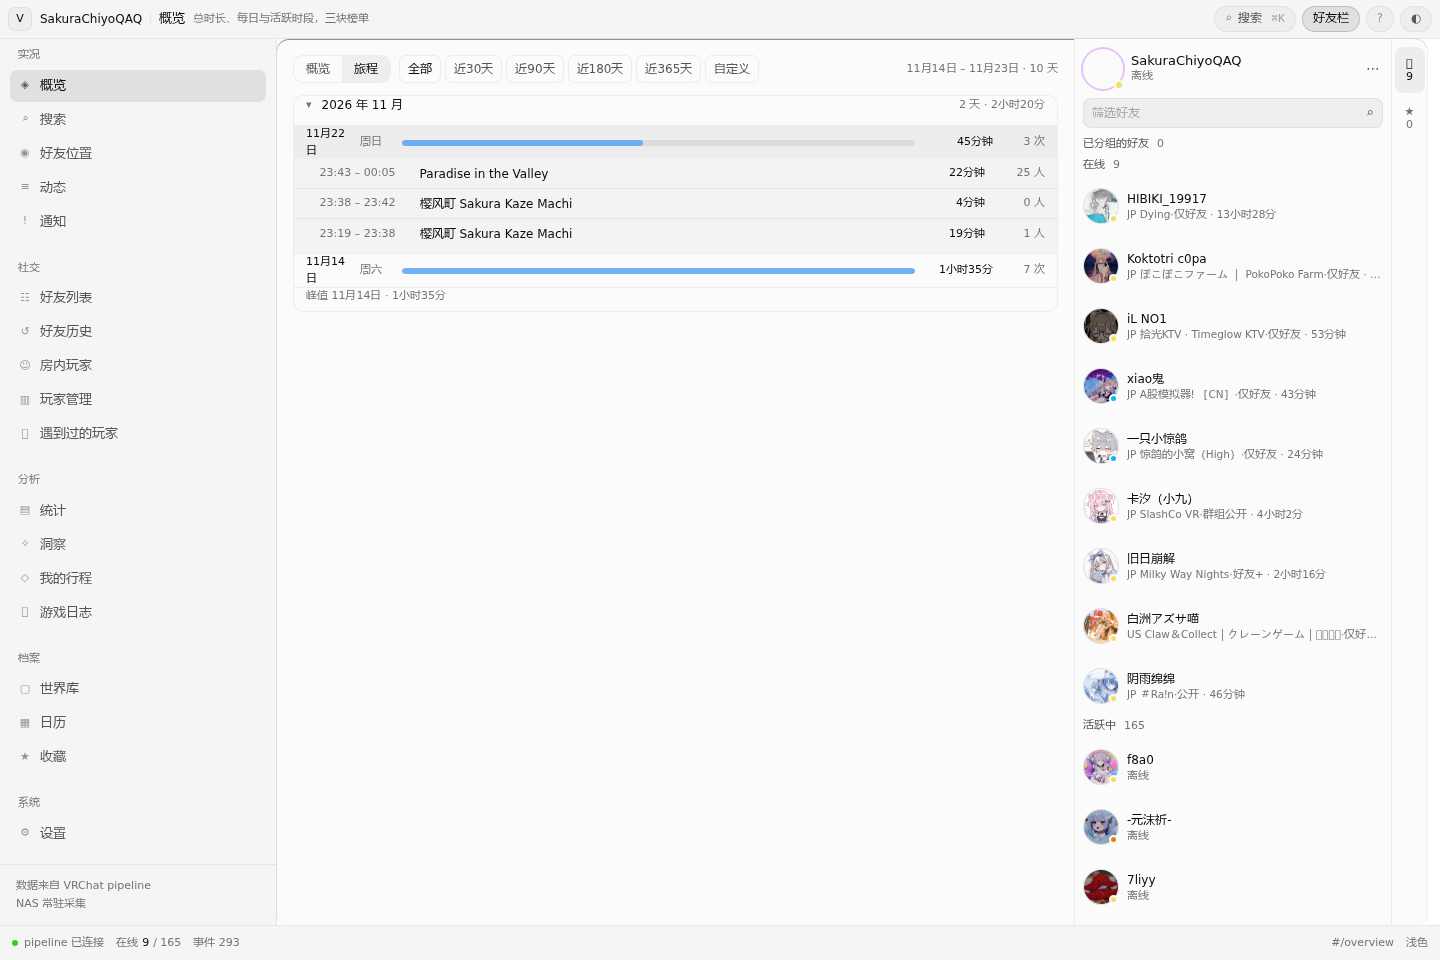 V SakuraChiyoQAQ 概览 总时长、每日与活跃时段，三块榜单
搜索 ⌘K 好友栏 ?
实况
概览
搜索
好友位置
动态
通知
社交
好友列表
好友历史
房内玩家
玩家管理
遇到过的玩家
分析
统计
洞察
我的行程
游戏日志
档案
世界库
日历
收藏
系统
设置
数据来自 VRChat pipeline
NAS 常驻采集
概览 旅程 全部 近30天 近90天 近180天 近365天 自定义 11月14日 – 11月23日 · 10 天
2026 年 11 月 2 天 · 2小时20分
11月22日 周日 45分钟 3 次
23:43 – 00:05 Paradise in the Valley 22分钟 25 人
23:38 – 23:42 樱风町 Sakura Kaze Machi 4分钟 0 人
23:19 – 23:38 樱风町 Sakura Kaze Machi 19分钟 1 人
11月14日 周六 1小时35分 7 次
峰值 11月14日 · 1小时35分
SakuraChiyoQAQ
离线
筛选好友
已分组的好友 0
在线 9
HIBIKI_19917
JP Dying·仅好友 · 13小时28分
Koktotri c0pa
JP ぽこぽこファーム ｜ PokoPoko Farm·仅好友 · …
iL NO1
JP 拾光KTV · Timeglow KTV·仅好友 · 53分钟
xiao鬼
JP A股模拟器！［CN］·仅好友 · 43分钟
一只小惊鸽
JP 惊鸽的小窝（High）·仅好友 · 24分钟
卡汐（小九）
JP SlashCo VR·群组公开 · 4小时2分
旧日崩解
JP Milky Way Nights·好友+ · 2小时16分
白洲アズサ喵
US Claw＆Collect｜クレーンゲーム｜·仅好…
阴雨绵绵
JP ＃Ra!n·公开 · 46分钟
活跃中 165
f8a0
离线
-元沫祈-
离线
7liyy
离线
9
★
0
pipeline 已连接 在线 9 / 165 事件 293
#/overview 浅色